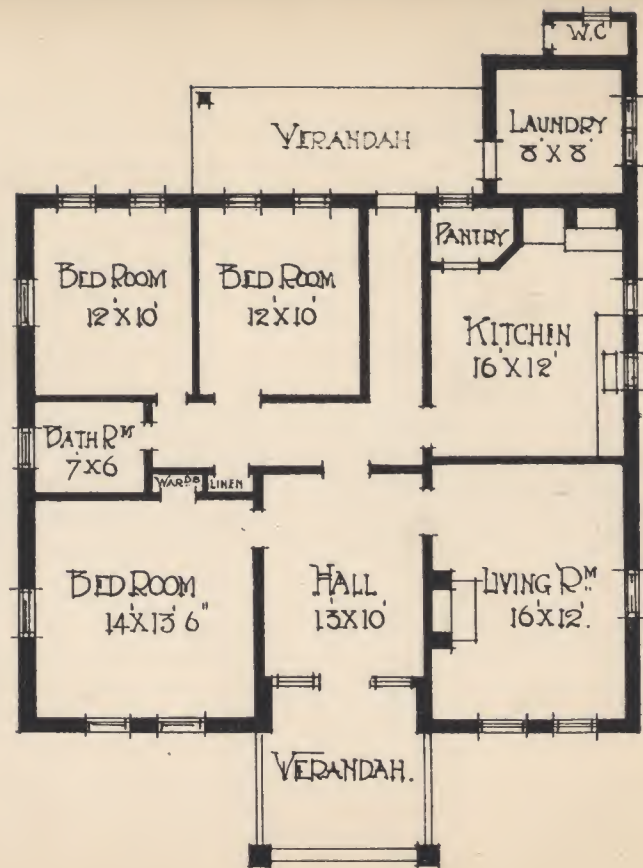 W.C
LAUNDRY
8' X 8'
VERANDAH
PANTRY
BED ROOM
12' X 10'
BED ROOM
12' X 10'
KITCHEN
16' X 12'
BATH RM
7' X 6
WARDB
LINEN
BED ROOM
14' X 13' 6"
HALL
13' X 10'
LIVING RM
16' X 12'.
VERANDAH.